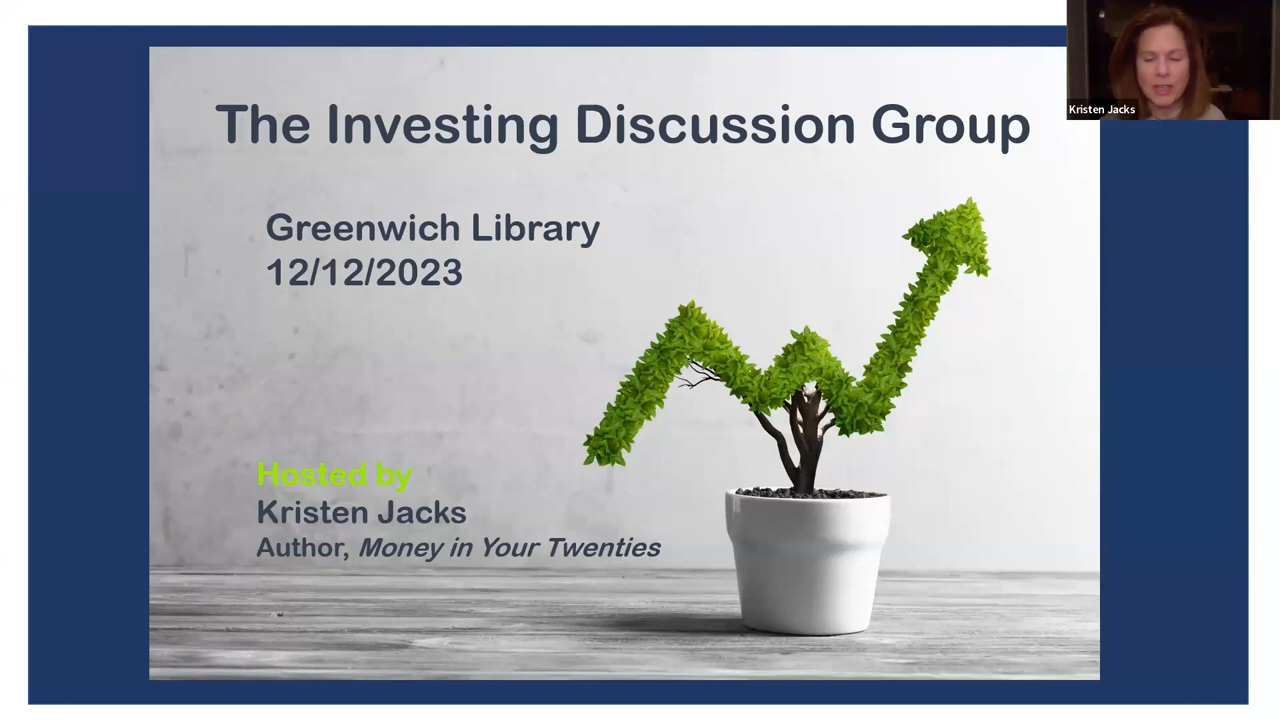 The Investing Discussion Group
Greenwich Library
12/12/2023
Hosted by
Kristen Jacks
Author, Money in Your Twenties
Kristen Jacks